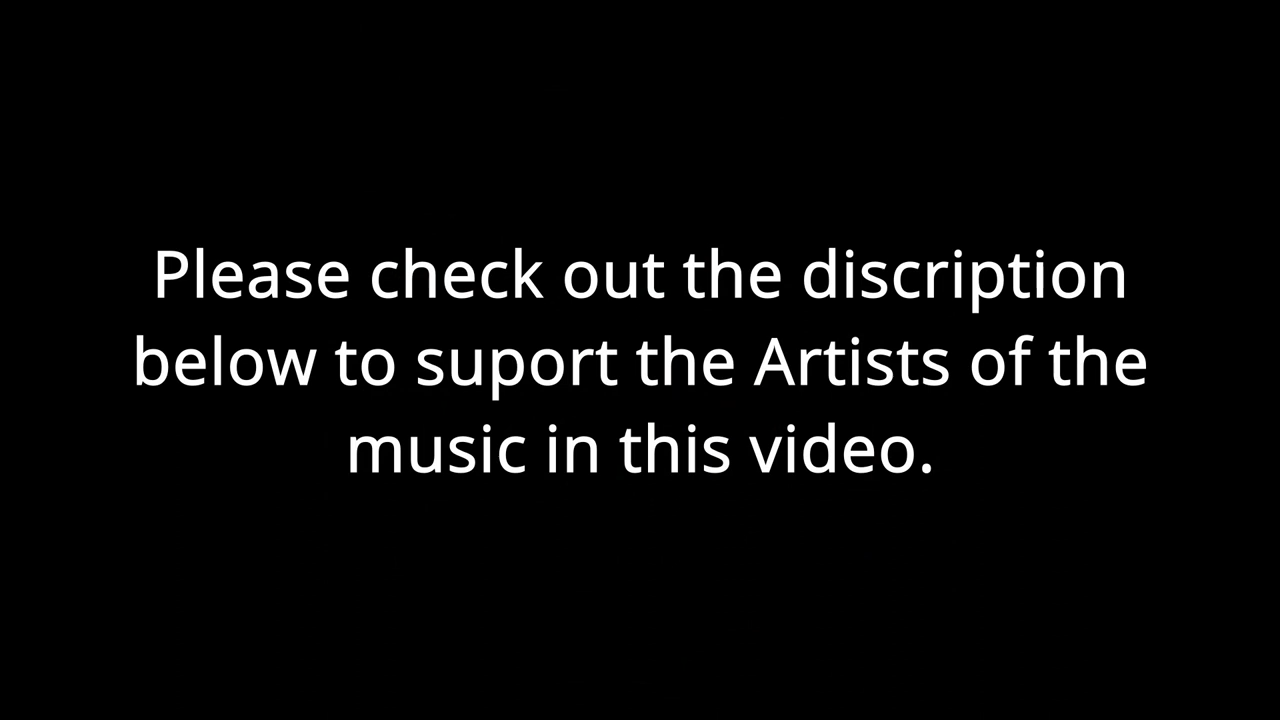 Please check out the discription
below to suport the Artists of the
music in this video.